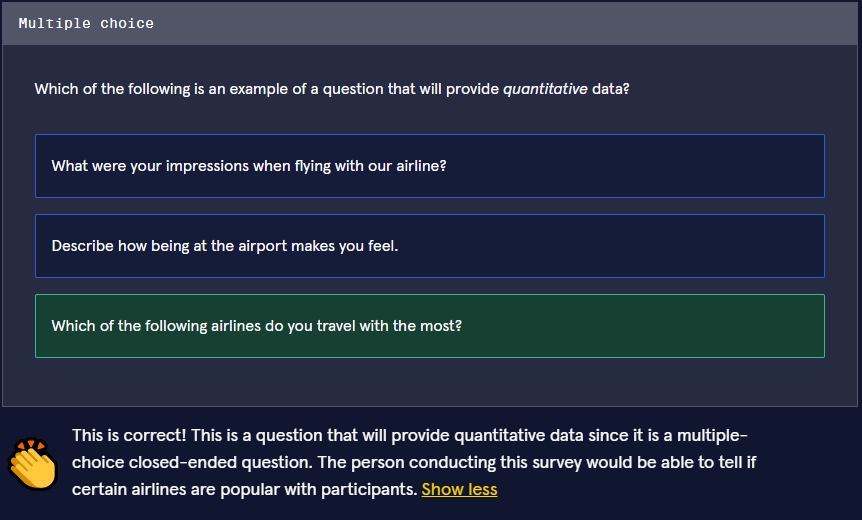 Multiple choice
Which of the following is an example of a question that will provide quantitative data?
What were your impressions when flying with our airline?
Describe how being at the airport makes you feel.
Which of the following airlines do you travel with the most?
This is correct! This is a question that will provide quantitative data since it is a multiple-
choice closed-ended question. The person conducting this survey would be able to tell if
certain airlines are popular with participants. Show less